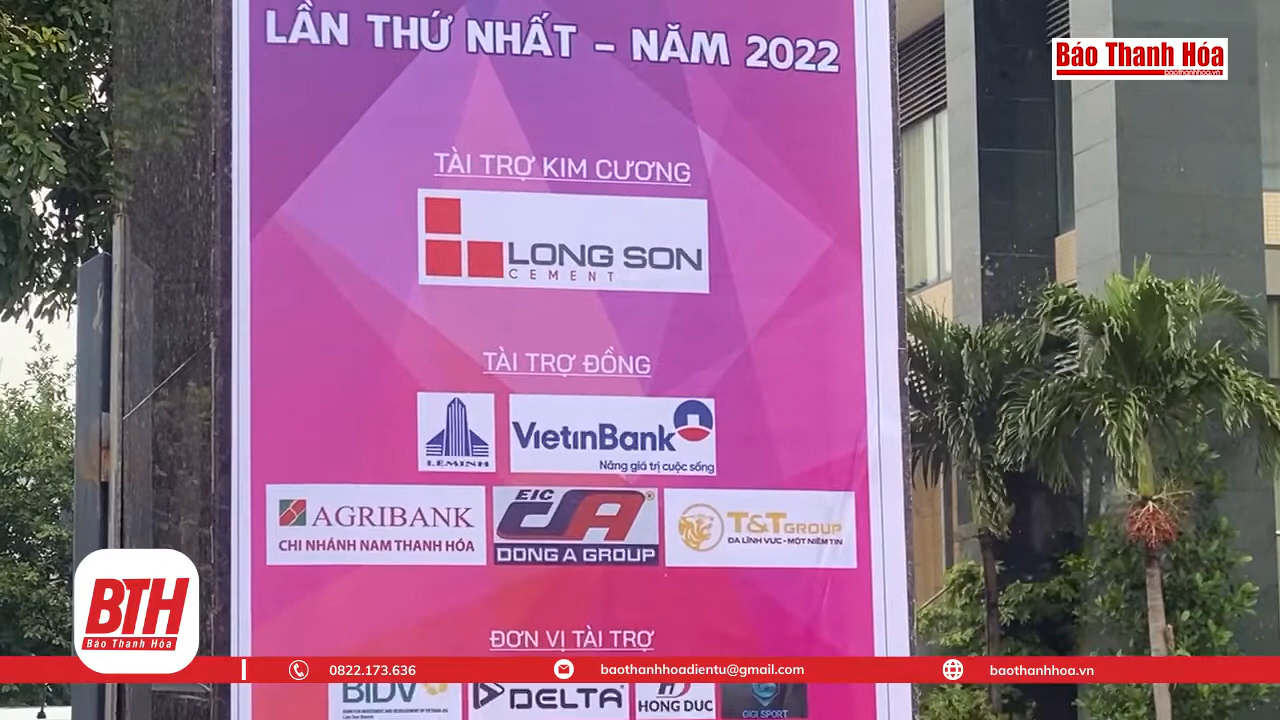 LẦN THỨ NHẤT - NĂM 2022
Báo Thanh Hóa
baothanhhoa.vn
TÀI TRỢ KIM CƯƠNG
LONG SON
CEMENT
TÀI TRỢ ĐỒNG
LEMINH
VietinBank
Nâng giá trị cuộc sống
AGRIBANK
CHI NHÁNH NAM THANH HÓA
EIC
DONG A GROUP
T&T GROUP
ĐA LĨNH VỰC - MỘT NIỀM TIN
ĐƠN VỊ TÀI TRỢ
BTH
Báo Thanh Hóa
0822.173.636
baothanhhoadientu@gmail.com
baothanhhoa.vn
BIDV
DELTA
HONG DUC
GIGI SPORT